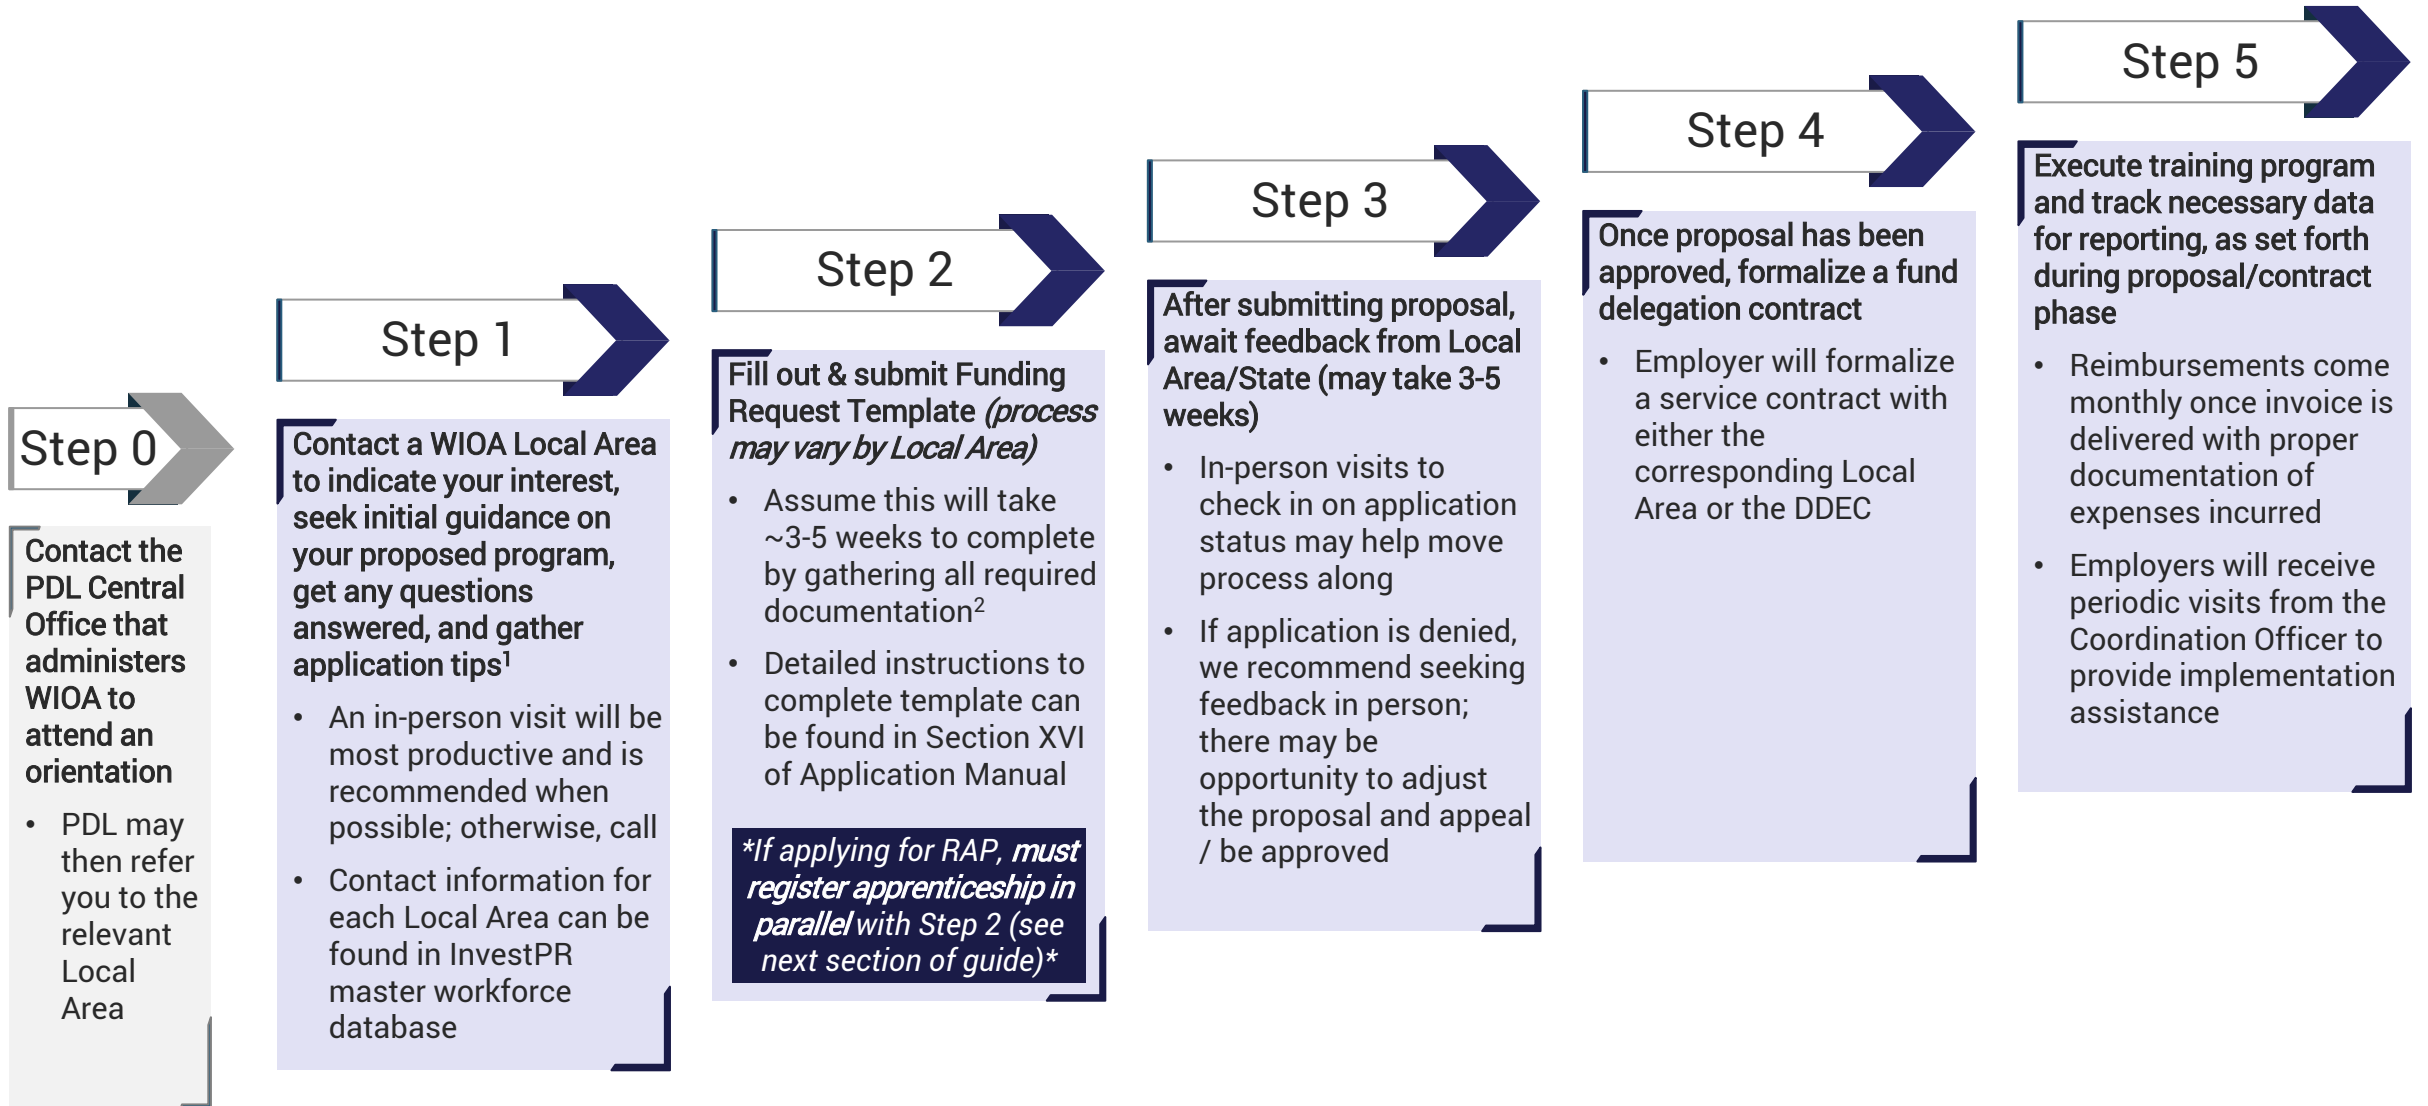 Step 0
Contact the
PDL Central
Office that
administers
WIOA to
attend an
orientation
• PDL may
then refer
you to the
relevant
Local
Area
Step 1
Contact a WIOA Local Area
to indicate your interest,
seek initial guidance on
your proposed program,
get any questions
answered, and gather
application tips¹
• An in-person visit will be
most productive and is
recommended when
possible; otherwise, call
• Contact information for
each Local Area can be
found in InvestPR
master workforce
database
Step 2
Fill out & submit Funding
Request Template (process
may vary by Local Area)
• Assume this will take
~3-5 weeks to complete
by gathering all required
documentation²
• Detailed instructions to
complete template can
be found in Section XVI
of Application Manual
*If applying for RAP, must
register apprenticeship in
parallel with Step 2 (see
next section of guide)*
Step 3
After submitting proposal,
await feedback from Local
Area/State (may take 3-5
weeks)
• In-person visits to
check in on application
status may help move
process along
• If application is denied,
we recommend seeking
feedback in person;
there may be
opportunity to adjust
the proposal and appeal
/ be approved
Step 4
Once proposal has been
approved, formalize a fund
delegation contract
• Employer will formalize
a service contract with
either the
corresponding Local
Area or the DDEC
Step 5
Execute training program
and track necessary data
for reporting, as set forth
during proposal/contract
phase
• Reimbursements come
monthly once invoice is
delivered with proper
documentation of
expenses incurred
• Employers will receive
periodic visits from the
Coordination Officer to
provide implementation
assistance